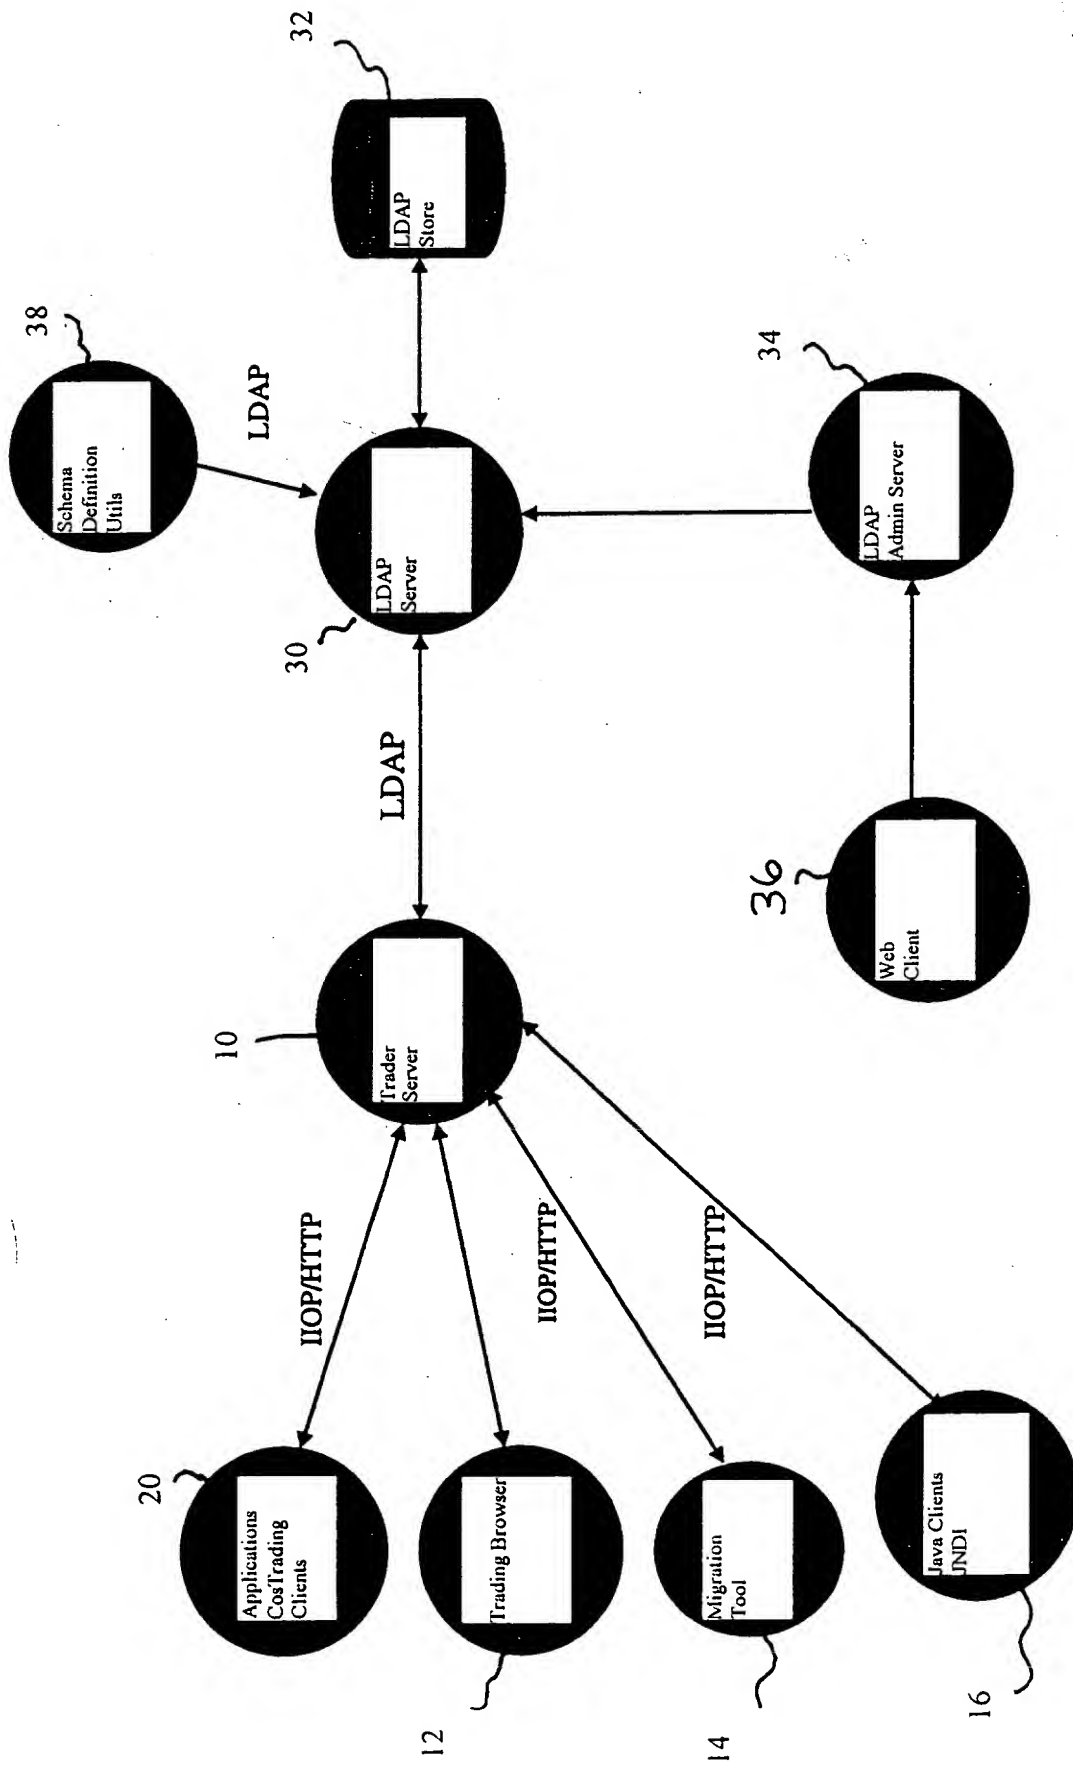 20
Applications
CosTrading
Clients
IIOP/HTTP
12
Trading Browser
14
Migration
Tool
IIOP/HTTP
16
Java Clients
JNDI
IIOP/HTTP
10
Trader
Server
LDAP
30
LDAP
Server
38
Schema
Definition
Utils
LDAP
32
LDAP
Store
34
LDAP
Admin Server
36
Web
Client